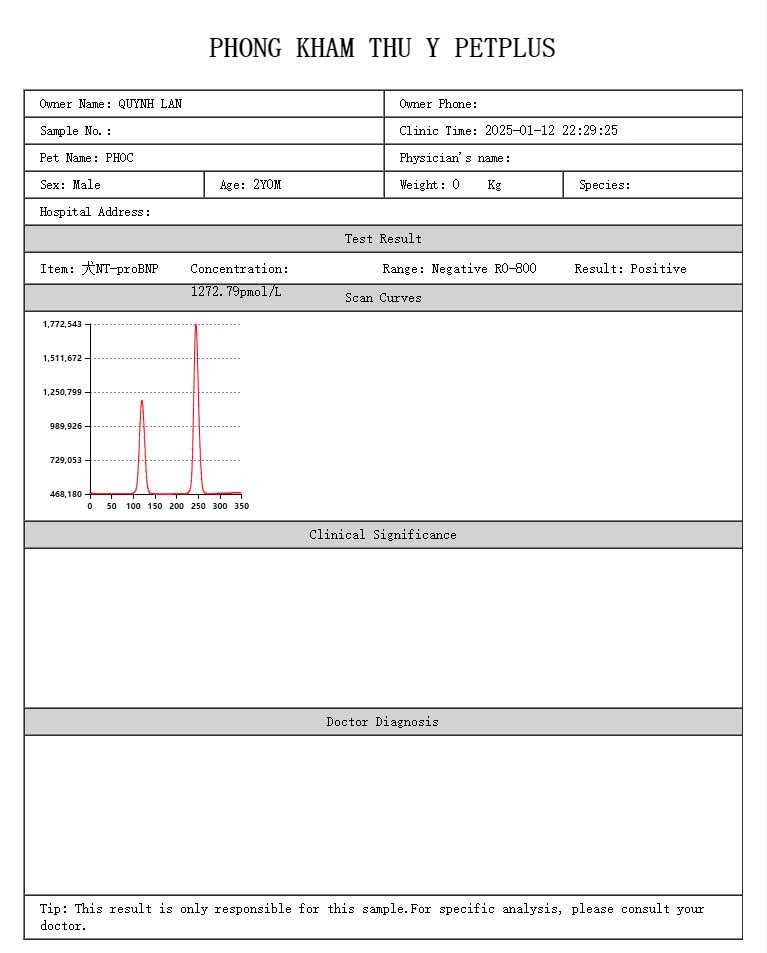 PHONG KHAM THU Y PETPLUS
Owner Name: QUYNH LAN
Owner Phone:
Sample No.:
Clinic Time: 2025-01-12 22:29:25
Pet Name: PHOC
Physician's name:
Sex: Male
Age: 2Y0M
Weight: 0 Kg
Species:
Hospital Address:
Test Result
Item: 犬NT-proBNP
Concentration: 1272.79pmol/L
Range: Negative R0-800
Result: Positive
Scan Curves
1,772,543
1,511,672
1,250,799
989,926
729,053
468,180
0 50 100 150 200 250 300 350
Clinical Significance
Doctor Diagnosis
Tip: This result is only responsible for this sample.For specific analysis, please consult your
doctor.